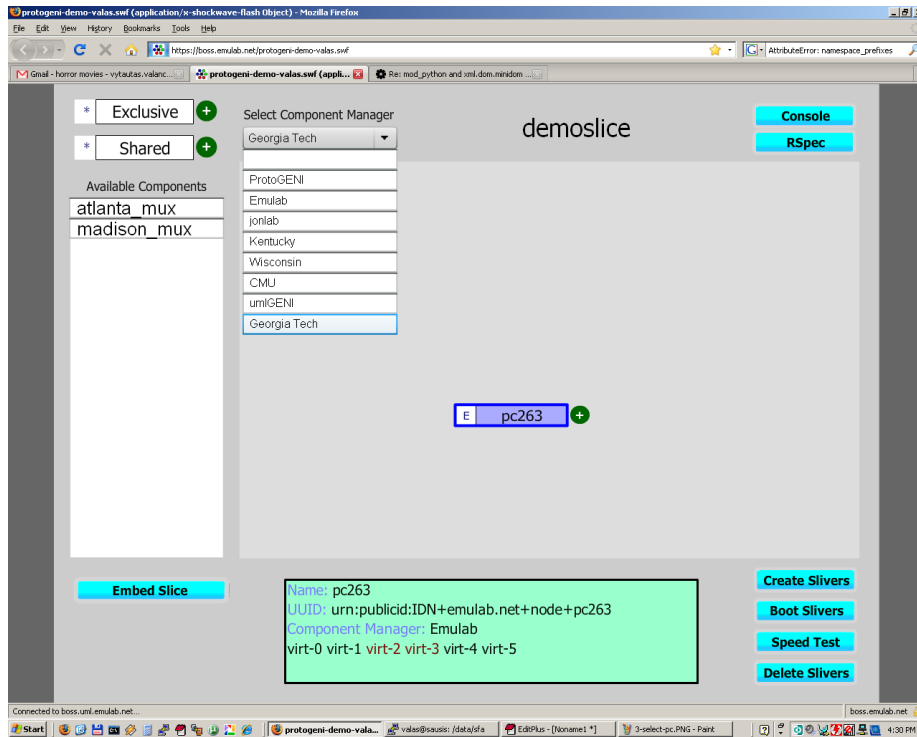 protogeni-demo-valas.swf (application/x-shockwave-flash Object) - Mozilla Firefox
File Edit View History Bookmarks Tools Help
https://boss.emulab.net/protogeni-demo-valas.swf
AttributeError: namespace_prefixes
Gmail - horror movies - vytautas.valanc...
protogeni-demo-valas.swf (appli...
Re: mod_python and xml.dom.minidom ...
* Exclusive +
* Shared +
Select Component Manager
Georgia Tech
demoslice
Console
RSpec
Available Components
atlanta_mux
madison_mux
ProtoGENI
Emulab
jonlab
Kentucky
Wisconsin
CMU
umlGENI
Georgia Tech
E pc263 +
Embed Slice
Name: pc263
UUID: urn:publicid:IDN+emulab.net+node+pc263
Component Manager: Emulab
virt-0 virt-1 virt-2 virt-3 virt-4 virt-5
Create Slivers
Boot Slivers
Speed Test
Delete Slivers
Connected to boss.uml.emulab.net...
boss.emulab.net
Start
protogeni-demo-vala...
valas@sausis: /data/sfa
EditPlus - [Noname1 *]
3-select-pc.PNG - Paint
4:30 PM